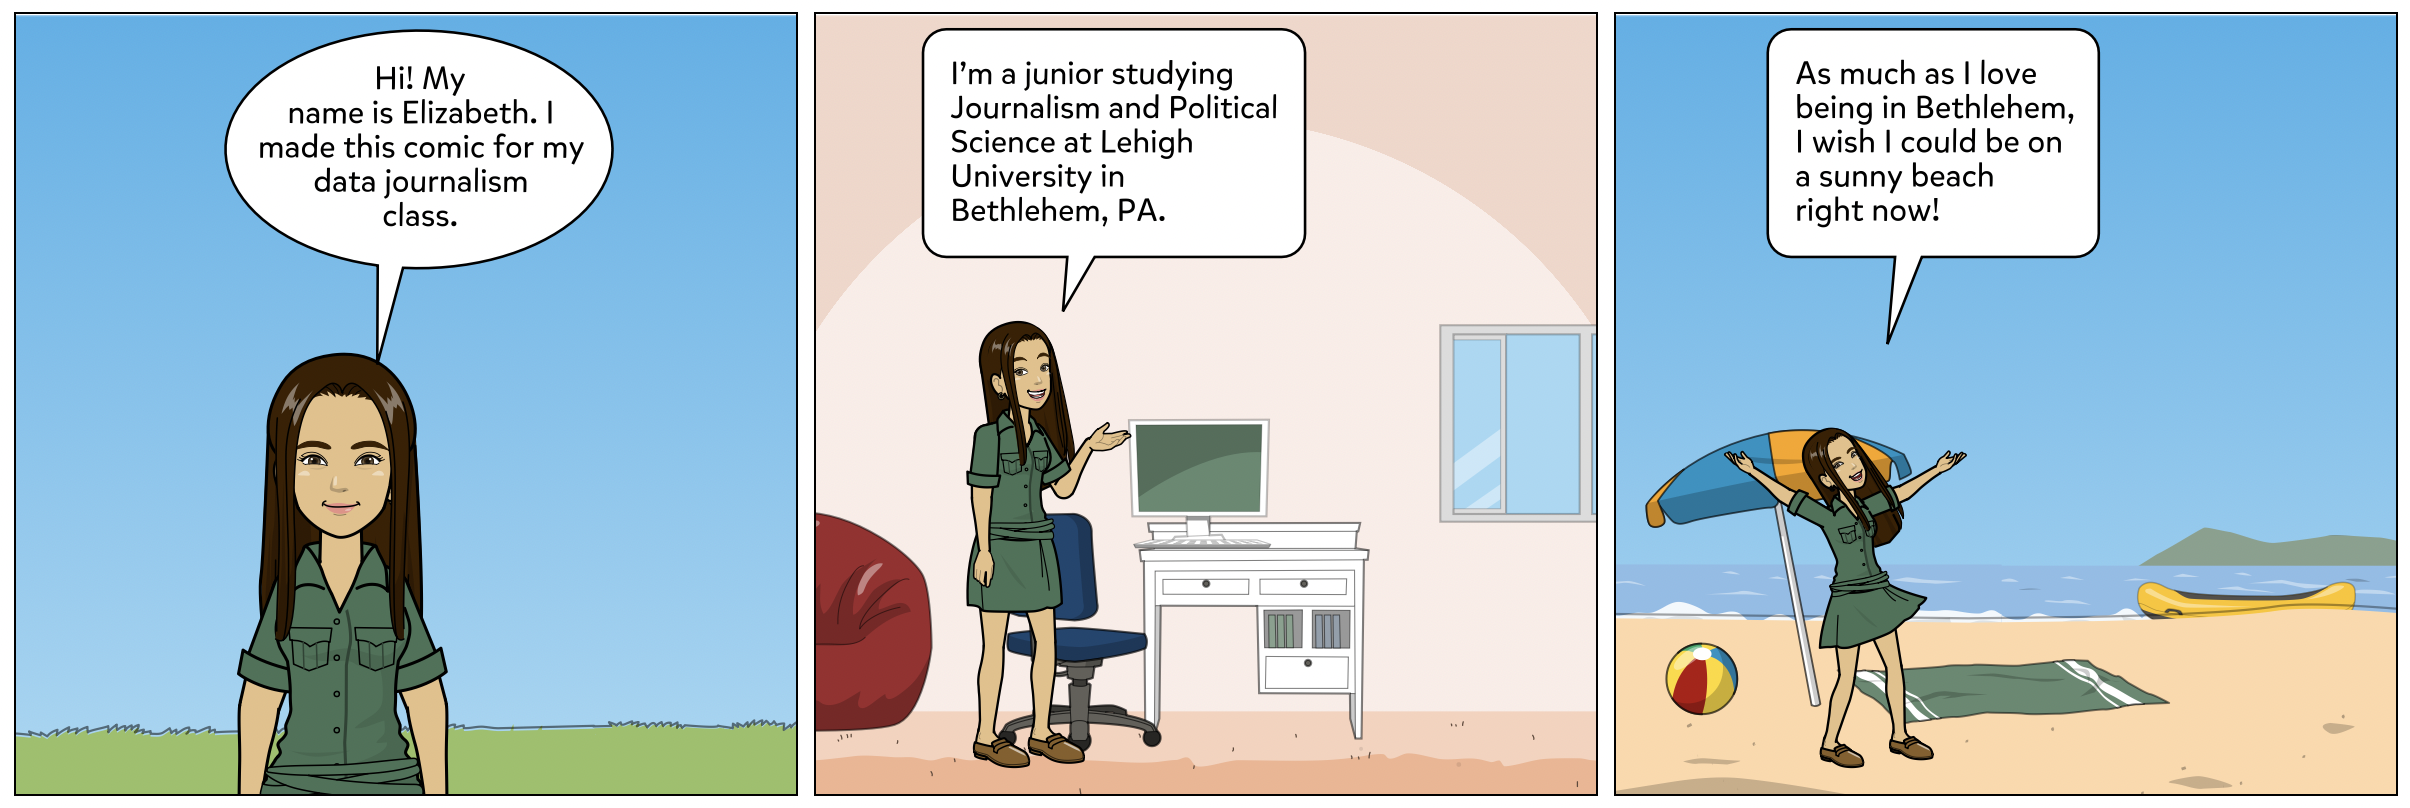 Hi! My
name is Elizabeth. I
made this comic for my
data journalism
class.
I'm a junior studying
Journalism and Political
Science at Lehigh
University in
Bethlehem, PA.
As much as I love
being in Bethlehem,
I wish I could be on
a sunny beach
right now!